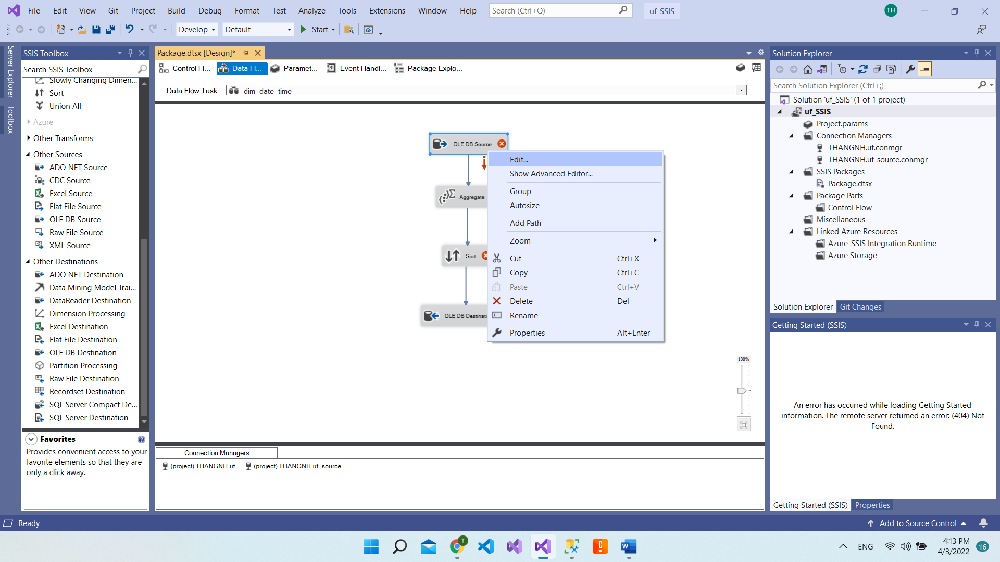 File Edit View Git Project Build Debug Format Test Analyze Tools Extensions Window Help Search (Ctrl+Q) uf_SSIS TH
Develop Default Start
Server Explorer
Toolbox
SSIS Toolbox
Search SSIS Toolbox
Slowly Changing Dimen...
Sort
Union All
Azure
Other Transforms
Other Sources
ADO NET Source
CDC Source
Excel Source
Flat File Source
OLE DB Source
Raw File Source
XML Source
Other Destinations
ADO NET Destination
Data Mining Model Trai...
DataReader Destination
Dimension Processing
Excel Destination
Flat File Destination
OLE DB Destination
Partition Processing
Raw File Destination
Recordset Destination
SQL Server Compact De...
SQL Server Destination
Favorites
Provides convenient access to your
favorite elements so that they are
only a click away.
Package.dtsx [Design]*
Control Fl... Data Fl... Paramet... Event Handl... Package Explo...
Data Flow Task: dim_date_time
OLE DB Source
Aggregate
Sort
OLE DB Destinati
Edit...
Show Advanced Editor...
Group
Autosize
Add Path
Zoom
Cut Ctrl+X
Copy Ctrl+C
Paste Ctrl+V
Delete Del
Rename
Properties Alt+Enter
100%
Connection Managers
(project) THANGNH.uf (project) THANGNH.uf_source
Solution Explorer
Search Solution Explorer (Ctrl+;)
Solution 'uf_SSIS' (1 of 1 project)
uf_SSIS
Project.params
Connection Managers
THANGNH.uf.conmgr
THANGNH.uf_source.conmgr
SSIS Packages
Package.dtsx
Package Parts
Control Flow
Miscellaneous
Linked Azure Resources
Azure-SSIS Integration Runtime
Azure Storage
Solution Explorer Git Changes
Getting Started (SSIS)
An error has occurred while loading Getting Started
information. The remote server returned an error: (404) Not
Found.
Getting Started (SSIS) Properties
Ready Add to Source Control
T
ENG 4:13 PM
4/3/2022 16